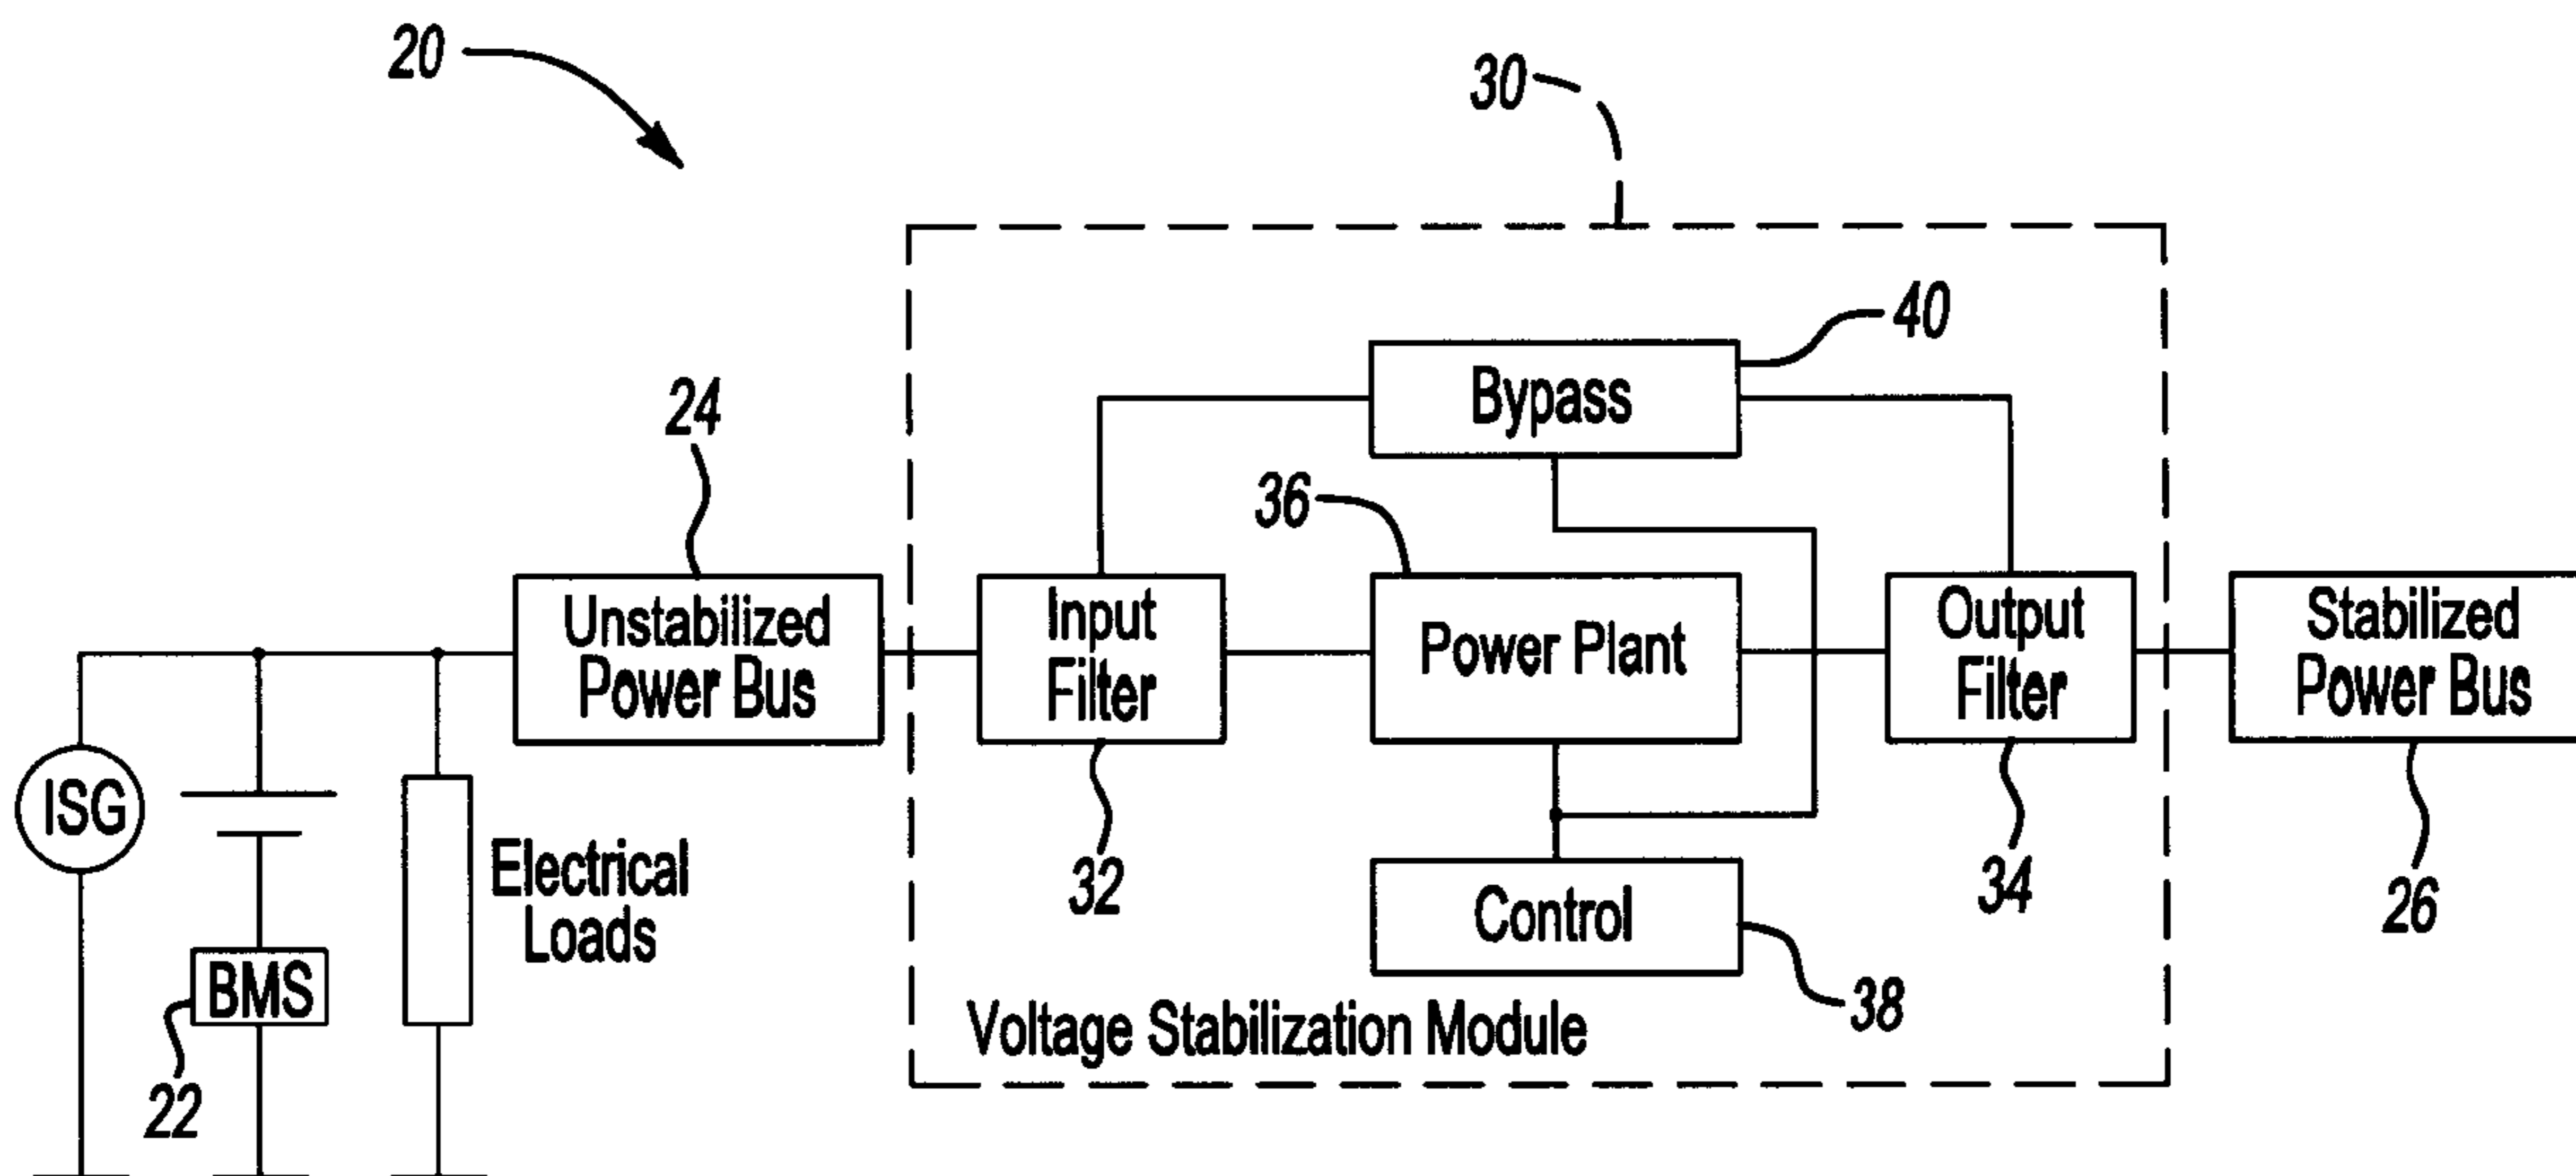 20
30
40
Bypass
24
36
Unstabilized
Power Bus
Input
Filter
Power Plant
Output
Filter
Stabilized
Power Bus
ISG
Electrical
Loads
32
Control
34
26
BMS
38
Voltage Stabilization Module
22